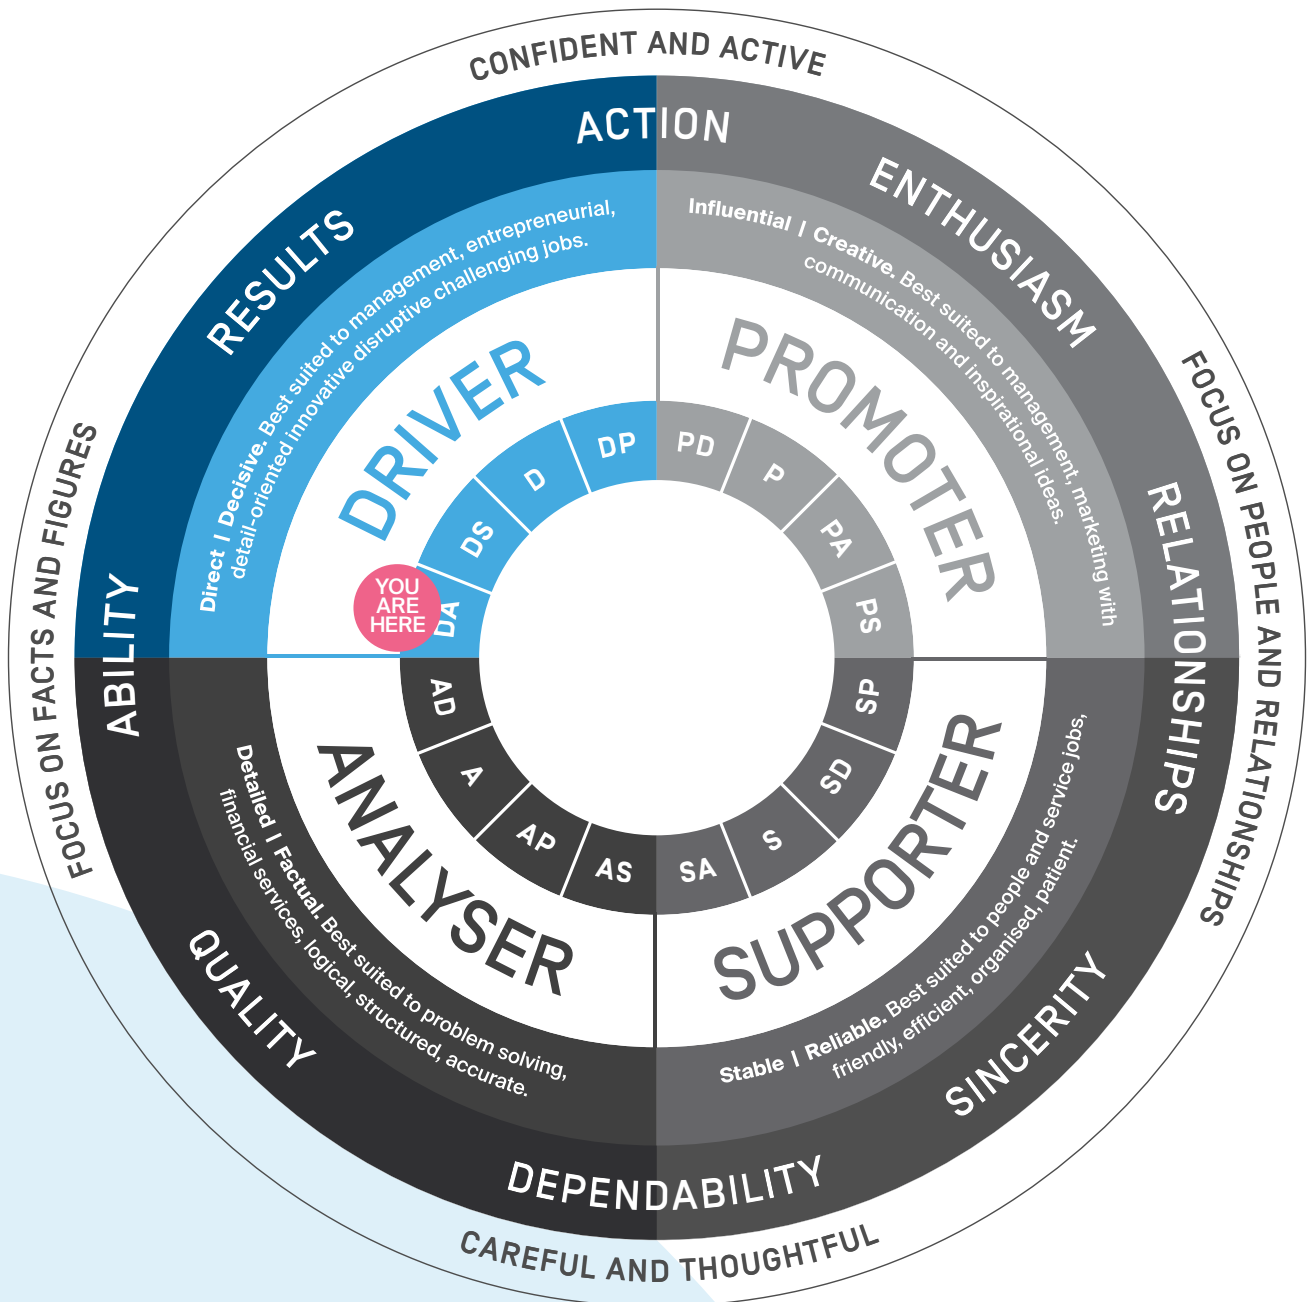 CONFIDENT AND ACTIVE
ACTION
RESULTS
ENTHUSIASM
ABILITY
RELATIONSHIPS
QUALITY
SINCERITY
DEPENDABILITY
CAREFUL AND THOUGHTFUL
FOCUS ON FACTS AND FIGURES
FOCUS ON PEOPLE AND RELATIONSHIPS
Direct | Decisive. Best suited to management, entrepreneurial,
detail-oriented innovative disruptive challenging jobs.
Influential | Creative. Best suited to management, marketing with
communication and inspirational ideas.
DRIVER
PROMOTER
DA
DS
D
DP
PD
P
PA
PS
YOU
ARE
HERE
SP
SD
S
SA
AS
AP
A
AD
ANALYSER
SUPPORTER
Detailed | Factual. Best suited to problem solving,
financial services, logical, structured, accurate.
Stable | Reliable. Best suited to people and service jobs,
friendly, efficient, organised, patient.